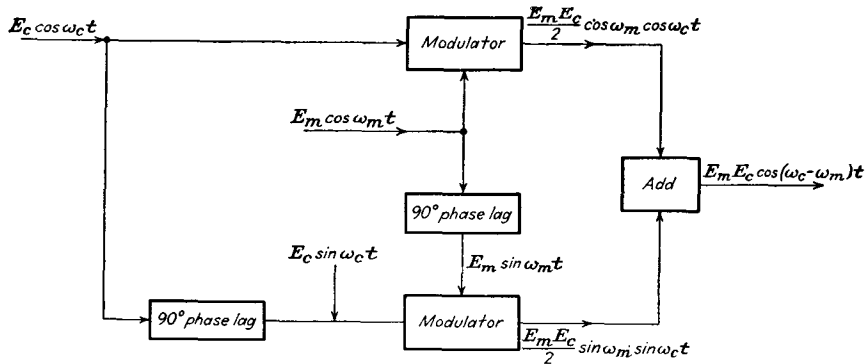 E_c cos ω_c t
Modulator
E_m E_c/2 cos ω_m cos ω_c t
E_m cos ω_m t
Add
E_m E_c cos(ω_c-ω_m)t
90° phase lag
E_c sin ω_c t
E_m sin ω_m t
90° phase lag
Modulator
E_m E_c/2 sin ω_m sin ω_c t